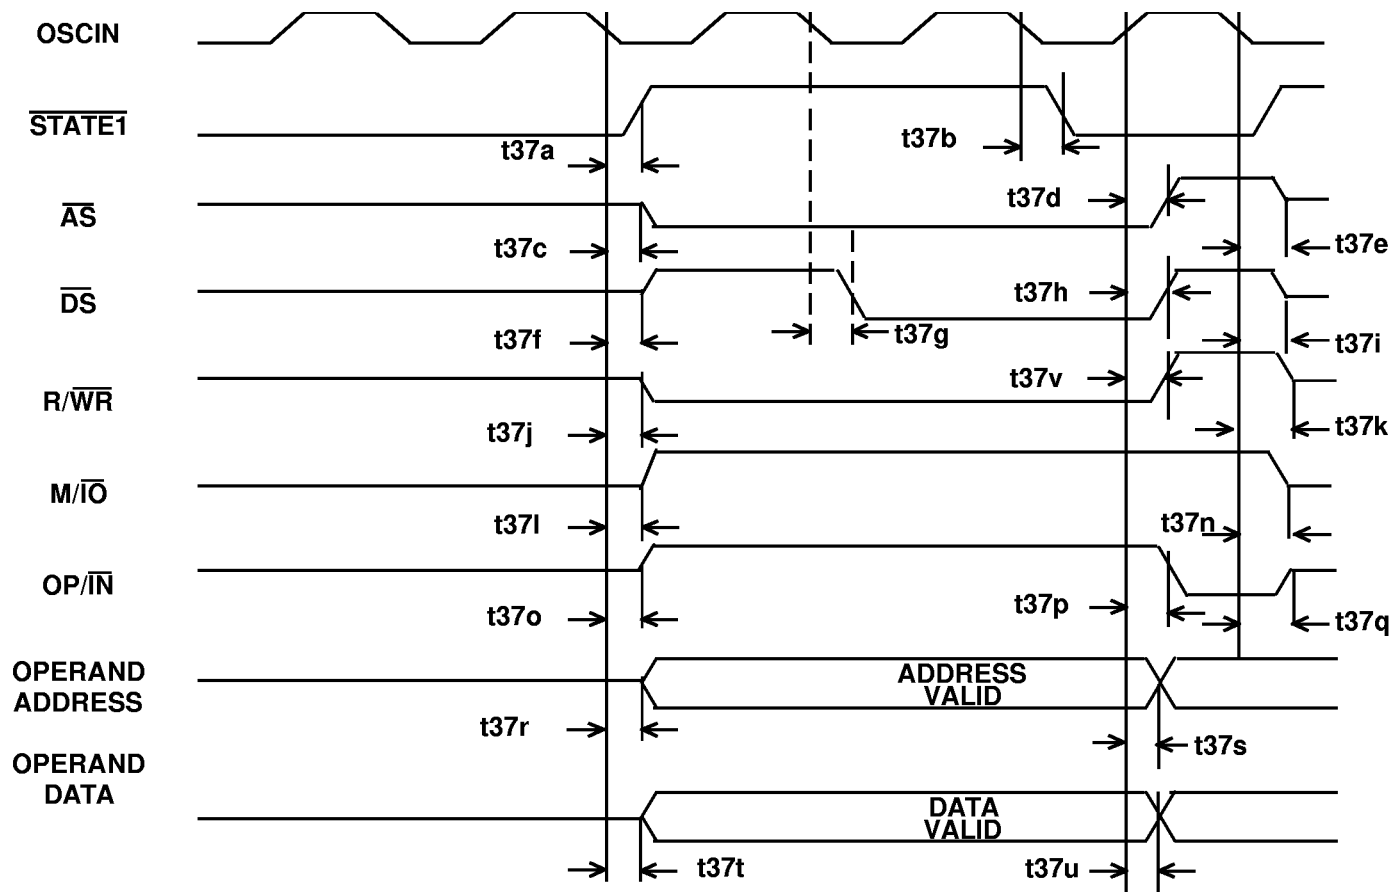 OSCIN
STATE1
t37a
t37b
AS
t37d
t37c
t37e
DS
t37h
t37f
t37g
t37i
R/WR
t37v
t37j
t37k
M/IO
t37l
t37n
OP/IN
t37o
t37p
t37q
OPERAND
ADDRESS
ADDRESS
VALID
t37r
t37s
OPERAND
DATA
DATA
VALID
t37t
t37u